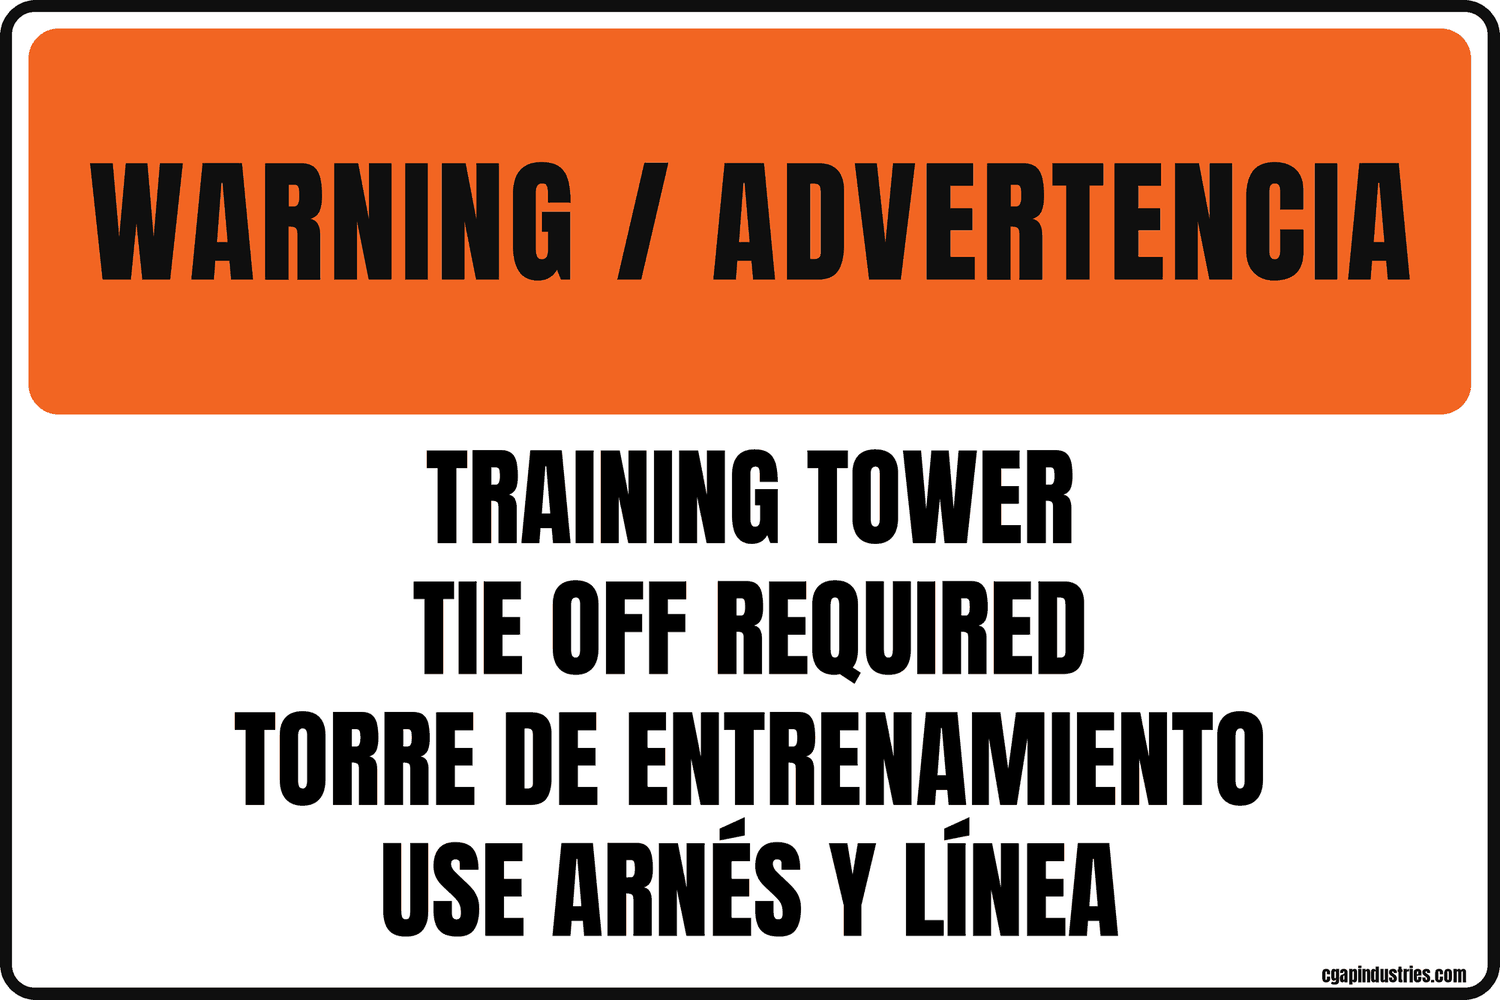 WARNING / ADVERTENCIA
TRAINING TOWER
TIE OFF REQUIRED
TORRE DE ENTRENAMIENTO
USE ARNÉS Y LÍNEA
cgapindustries.com